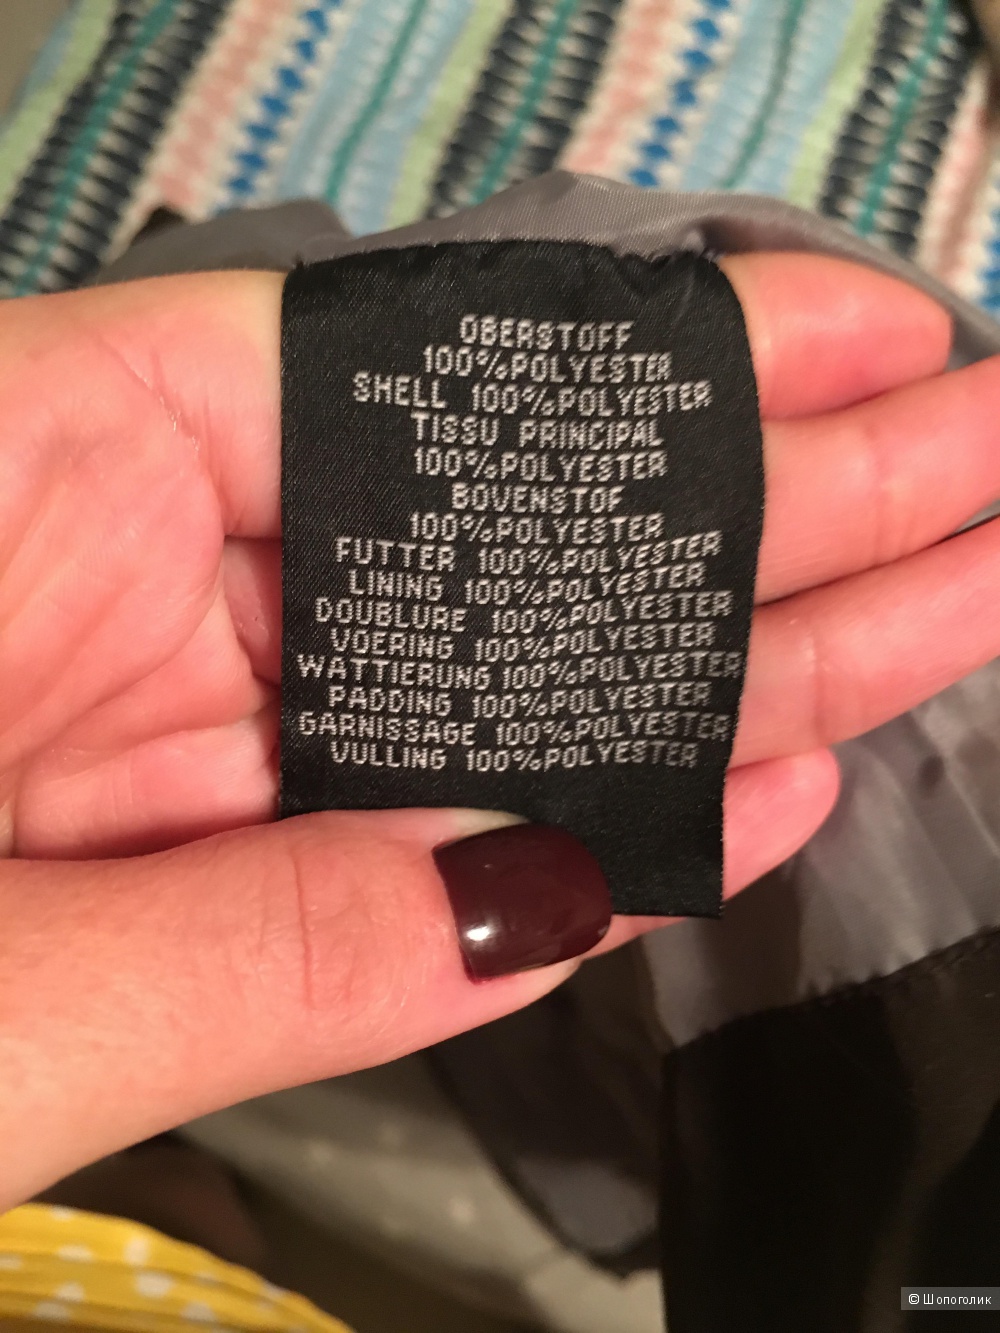 OBERSTOFF
100%POLYESTER
SHELL 100%POLYESTER
TISSU PRINCIPAL
100%POLYESTER
BOVENSTOF
100%POLYESTER
FUTTER 100%POLYESTER
LINING 100%POLYESTER
DOUBLURE 100%POLYESTER
VOERING 100%POLYESTER
WATTIERUNG 100%POLYESTER
PADDING 100%POLYESTER
GARNISSAGE 100%POLYESTER
VULLING 100%POLYESTER
© Шопоголик